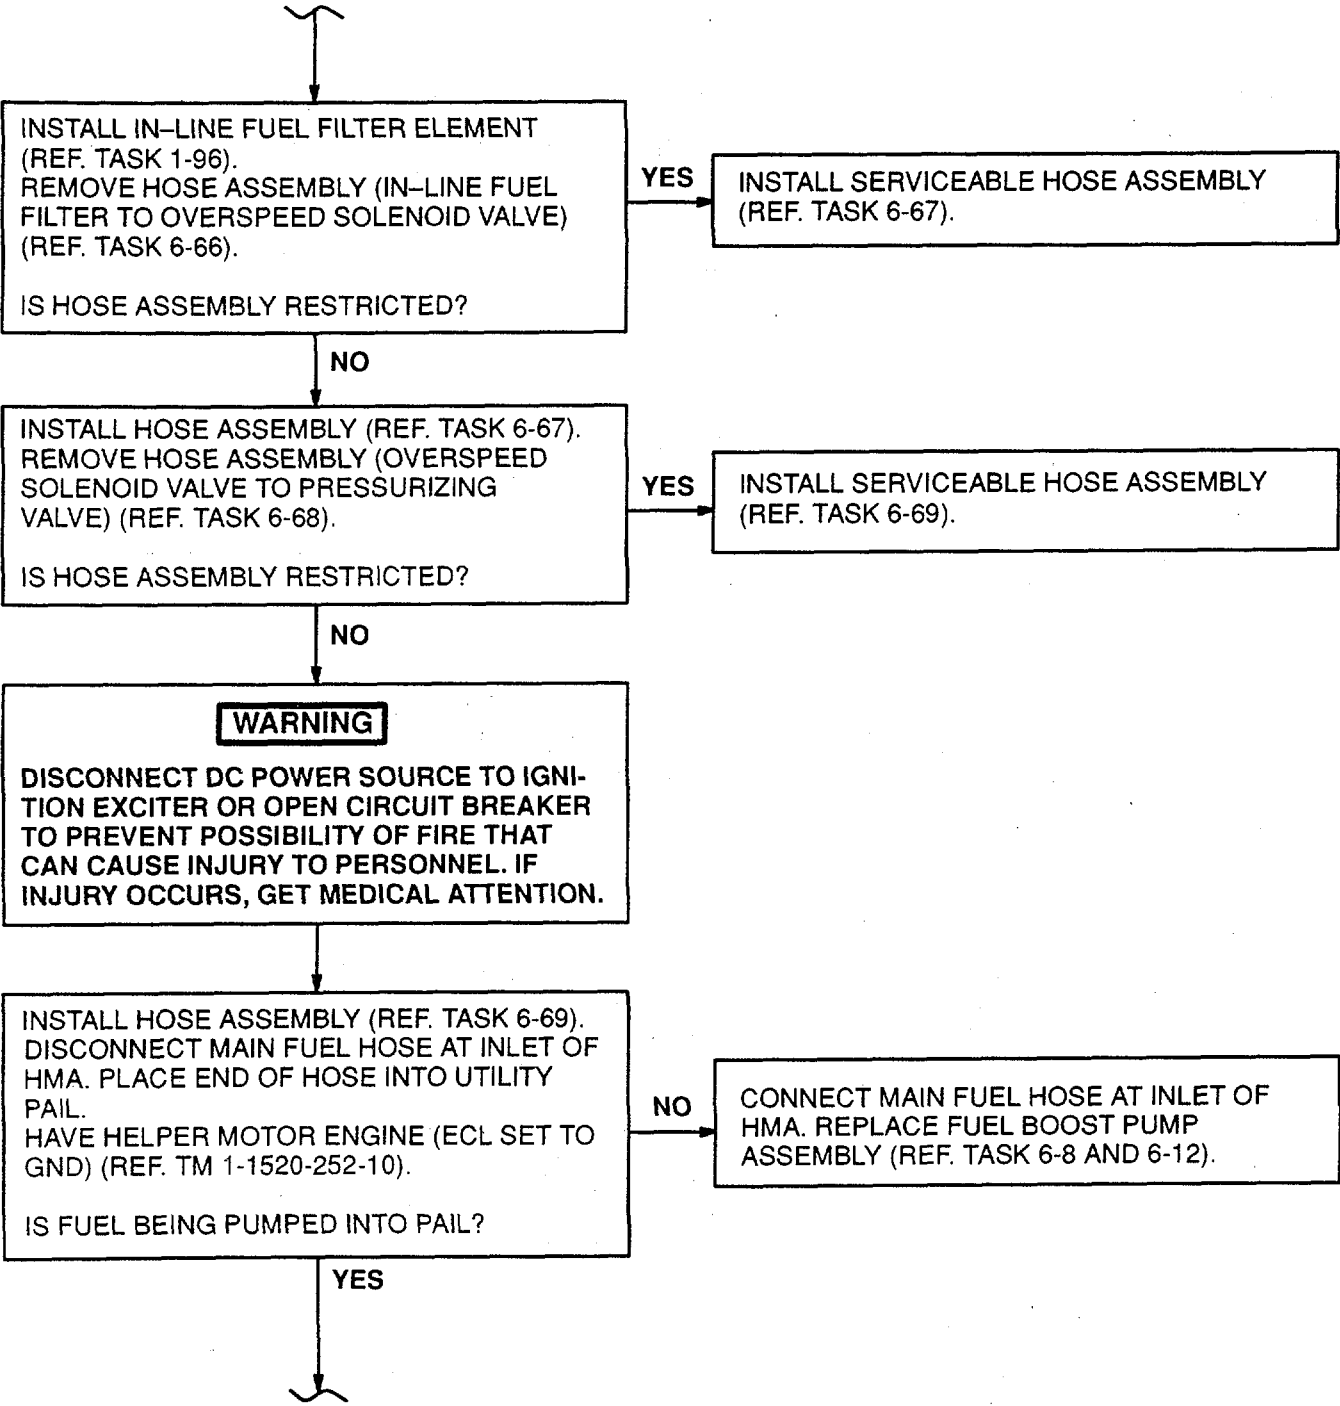 INSTALL IN–LINE FUEL FILTER ELEMENT
(REF. TASK 1-96).
REMOVE HOSE ASSEMBLY (IN–LINE FUEL
FILTER TO OVERSPEED SOLENOID VALVE)
(REF. TASK 6-66).
IS HOSE ASSEMBLY RESTRICTED?
YES
INSTALL SERVICEABLE HOSE ASSEMBLY
(REF. TASK 6-67).
NO
INSTALL HOSE ASSEMBLY (REF. TASK 6-67).
REMOVE HOSE ASSEMBLY (OVERSPEED
SOLENOID VALVE TO PRESSURIZING
VALVE) (REF. TASK 6-68).
IS HOSE ASSEMBLY RESTRICTED?
YES
INSTALL SERVICEABLE HOSE ASSEMBLY
(REF. TASK 6-69).
NO
WARNING
DISCONNECT DC POWER SOURCE TO IGNI-
TION EXCITER OR OPEN CIRCUIT BREAKER
TO PREVENT POSSIBILITY OF FIRE THAT
CAN CAUSE INJURY TO PERSONNEL. IF
INJURY OCCURS, GET MEDICAL ATTENTION.
INSTALL HOSE ASSEMBLY (REF. TASK 6-69).
DISCONNECT MAIN FUEL HOSE AT INLET OF
HMA. PLACE END OF HOSE INTO UTILITY
PAIL.
HAVE HELPER MOTOR ENGINE (ECL SET TO
GND) (REF. TM 1-1520-252-10).
IS FUEL BEING PUMPED INTO PAIL?
NO
CONNECT MAIN FUEL HOSE AT INLET OF
HMA. REPLACE FUEL BOOST PUMP
ASSEMBLY (REF. TASK 6-8 AND 6-12).
YES